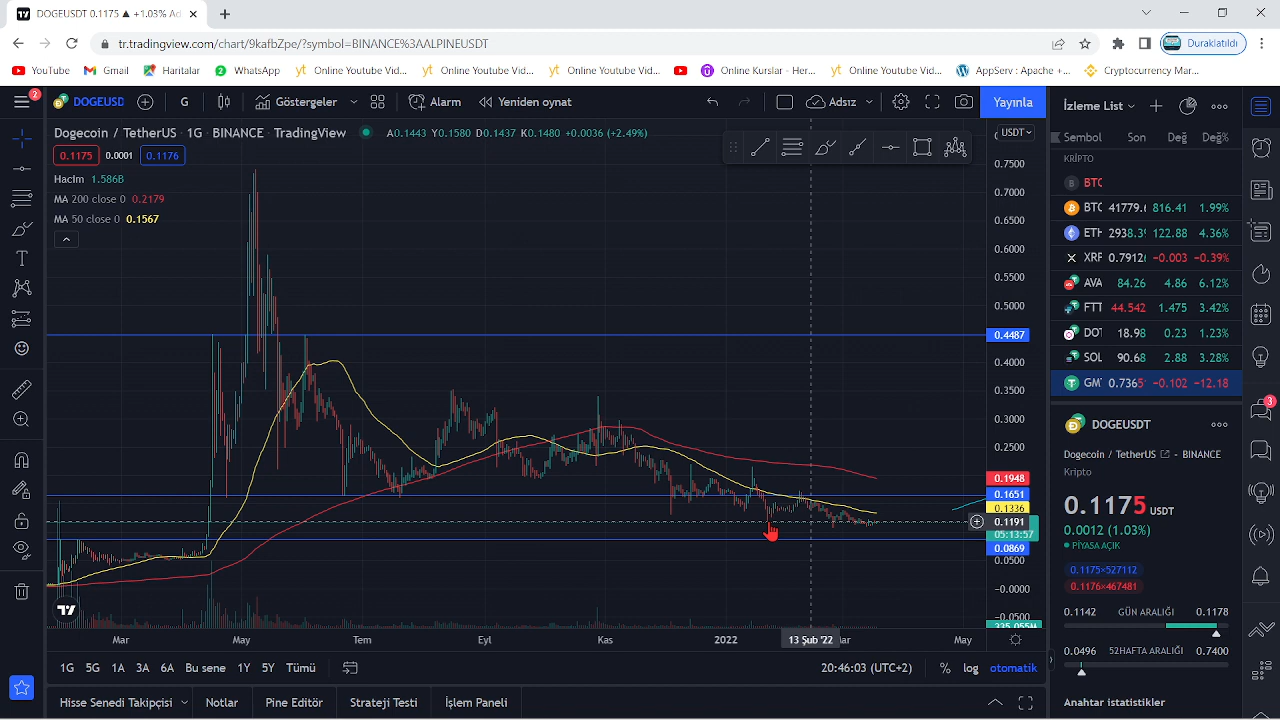 DOGEUSDT 0.1175 ▲ +1.03% Ad
tr.tradingview.com/chart/9kafbZpe/?symbol=BINANCE%3AALPINEUSDT
Duraklatıldı
YouTube
Gmail
Haritalar
WhatsApp
Online Youtube Vid...
Online Youtube Vid...
Online Youtube Vid...
Online Kurslar - Her...
Online Youtube Vid...
AppServ : Apache +...
Cryptocurrency Mar...
2
DOGEUSD
G
Göstergeler
Alarm
Yeniden oynat
Adsız
Yayınla
İzleme List
Dogecoin / TetherUS · 1G · BINANCE · TradingView
A0.1443 Y0.1580 D0.1437 K0.1480 +0.0036 (+2.49%)
0.1175 0.0001 0.1176
Hacim 1.586B
MA 200 close 0 0.2179
MA 50 close 0 0.1567
USDT
0.7500
0.7000
0.6500
0.6000
0.5500
0.5000
0.4487
0.4000
0.3500
0.3000
0.2500
0.1948
0.1651
0.1236
0.1191
05:13:57
0.0869
0.0500
−0.0000
−0.0500
335.055M
Mar
May
Tem
Eyl
Kas
2022
13 Şub '22
Mar
May
1G 5G 1A 3A 6A Bu sene 1Y 5Y Tümü
20:46:03 (UTC+2)
%
log
otomatik
Hisse Senedi Takipçisi
Notlar
Pine Editör
Strateji Testi
İşlem Paneli
Sembol Son Değ Değ%
KRİPTO
BTC
BTC 41779.6 816.41 1.99%
ETH 2938.39 122.88 4.36%
XRF 0.79126 −0.003 −0.39%
AVA 84.26 4.86 6.12%
FTT 44.542 1.475 3.42%
DOT 18.98 0.23 1.23%
SOL 90.68 2.88 3.28%
GMT 0.7365 −0.102 −12.18
DOGEUSDT
Dogecoin / TetherUS - BINANCE
Kripto
0.1175 USDT
0.0012 (1.03%)
PİYASA AÇIK
0.1175×527112
0.1176×467481
0.1142 GÜN ARALIĞI 0.1178
0.0496 52HAFTA ARALIĞI 0.7400
Anahtar istatistikler
3